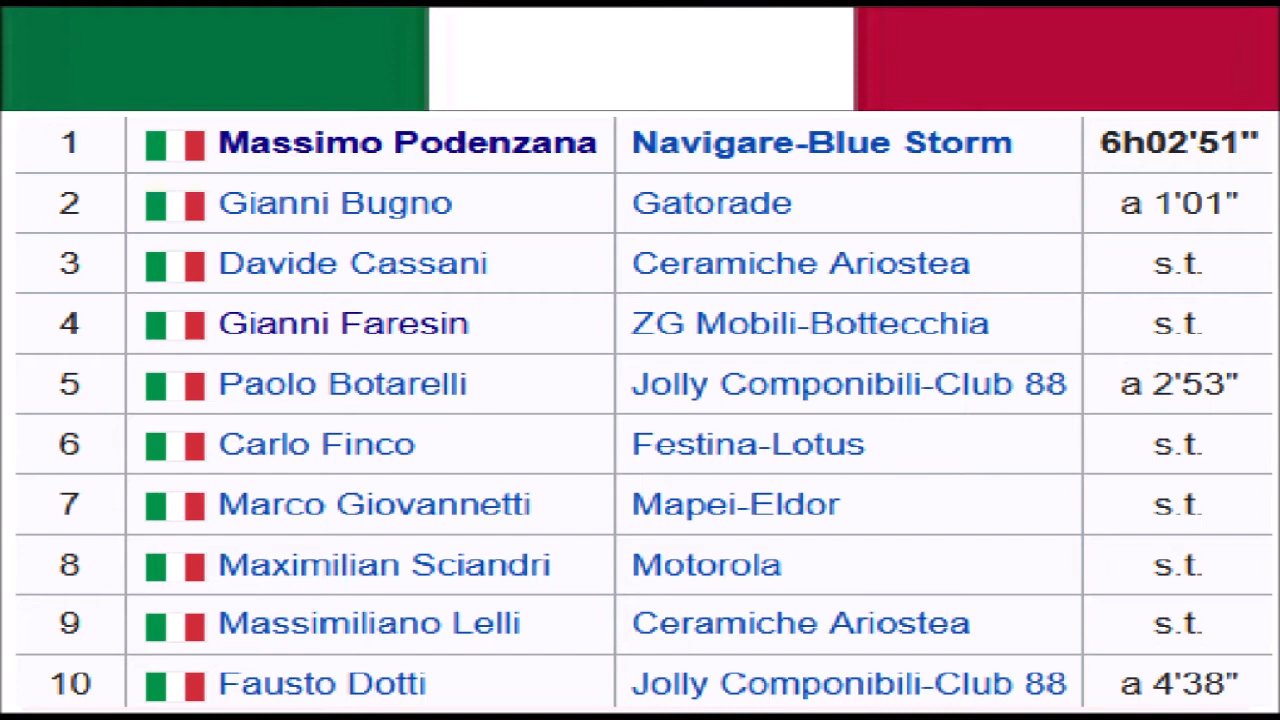 1 Massimo Podenzana Navigare-Blue Storm 6h02'51"
2 Gianni Bugno Gatorade a 1'01"
3 Davide Cassani Ceramiche Ariostea s.t.
4 Gianni Faresin ZG Mobili-Bottecchia s.t.
5 Paolo Botarelli Jolly Componibili-Club 88 a 2'53"
6 Carlo Finco Festina-Lotus s.t.
7 Marco Giovannetti Mapei-Eldor s.t.
8 Maximilian Sciandri Motorola s.t.
9 Massimiliano Lelli Ceramiche Ariostea s.t.
10 Fausto Dotti Jolly Componibili-Club 88 a 4'38"